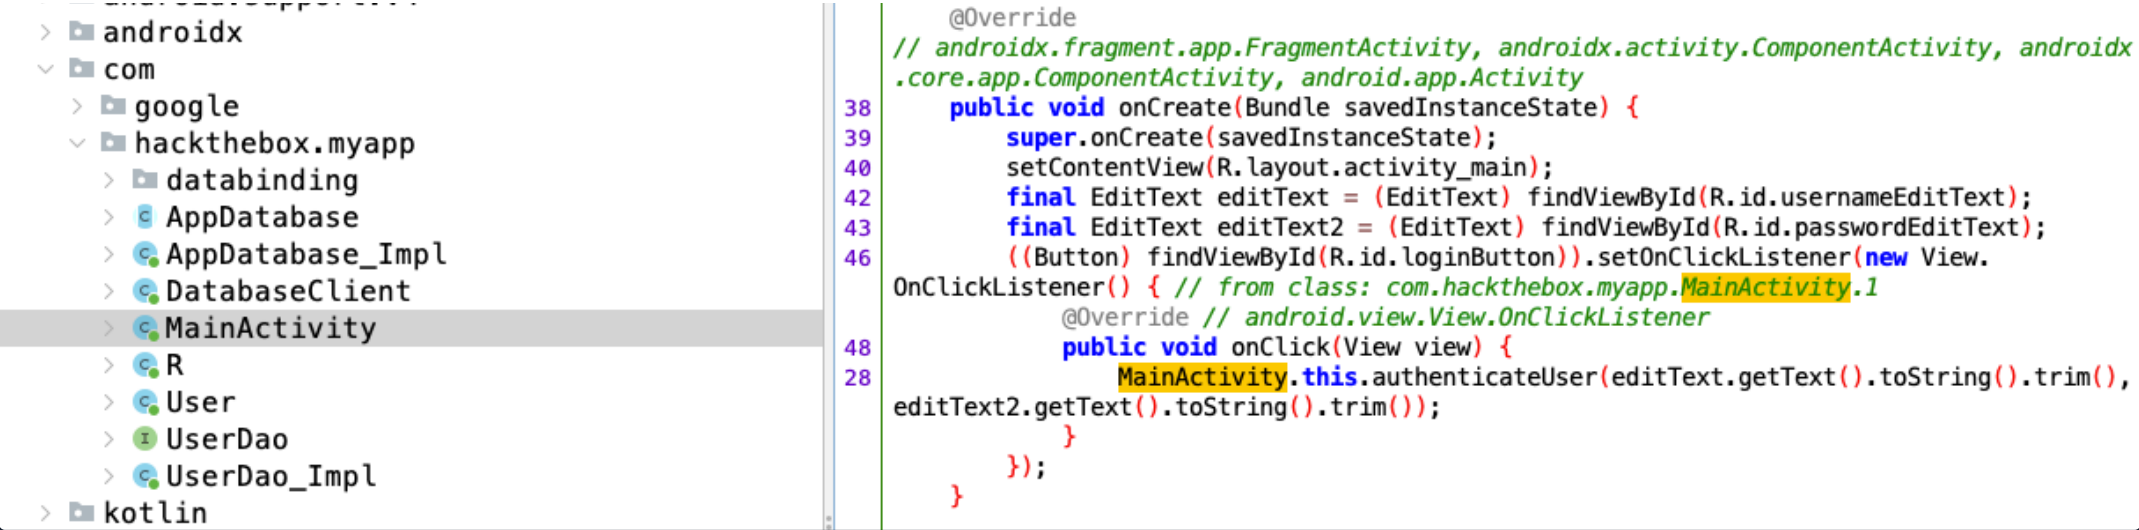 androidx
com
google
hackthebox.myapp
databinding
AppDatabase
AppDatabase_Impl
DatabaseClient
MainActivity
R
User
UserDao
UserDao_Impl
kotlin
@Override
// androidx.fragment.app.FragmentActivity, androidx.activity.ComponentActivity, androidx
.core.app.ComponentActivity, android.app.Activity
38 public void onCreate(Bundle savedInstanceState) {
39 super.onCreate(savedInstanceState);
40 setContentView(R.layout.activity_main);
42 final EditText editText = (EditText) findViewById(R.id.usernameEditText);
43 final EditText editText2 = (EditText) findViewById(R.id.passwordEditText);
46 ((Button) findViewById(R.id.loginButton)).setOnClickListener(new View.
OnClickListener() { // from class: com.hackthebox.myapp.MainActivity.1
@Override // android.view.View.OnClickListener
48 public void onClick(View view) {
28 MainActivity.this.authenticateUser(editText.getText().toString().trim(),
editText2.getText().toString().trim());
}
});
}